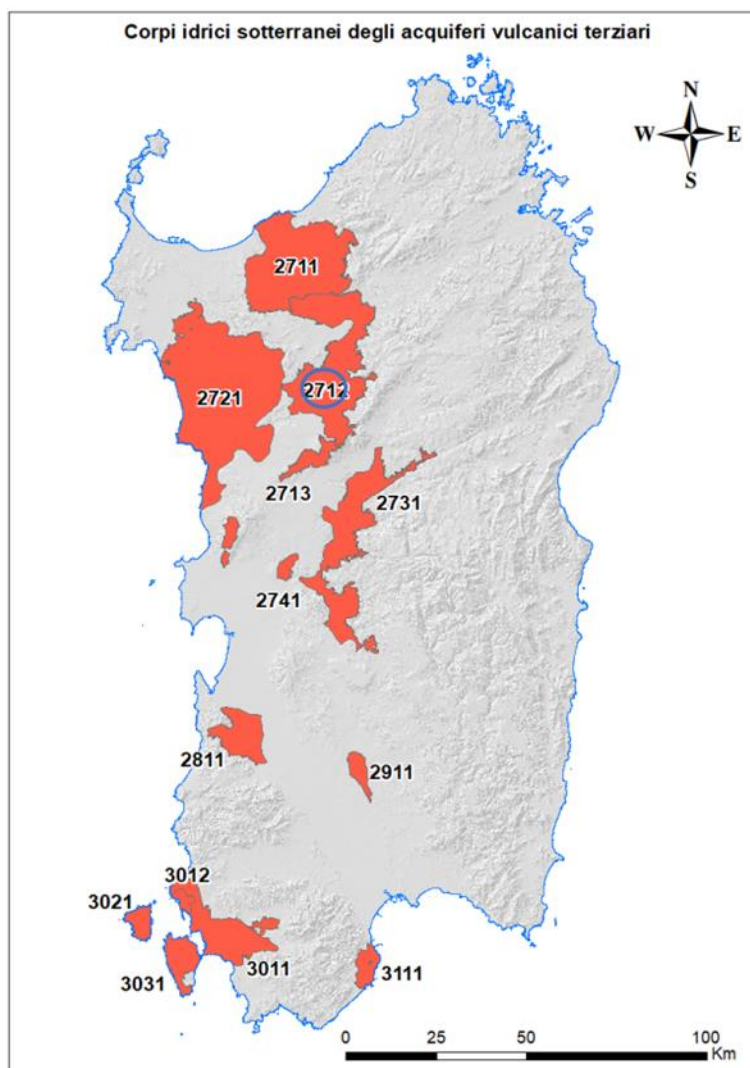 Corpi idrici sotterranei degli acquiferi vulcanici terziari
N
W E
S
2711
2712
2721
2713
2731
2741
2811
2911
3012
3021
3011
3031
3111
0 25 50 100
Km